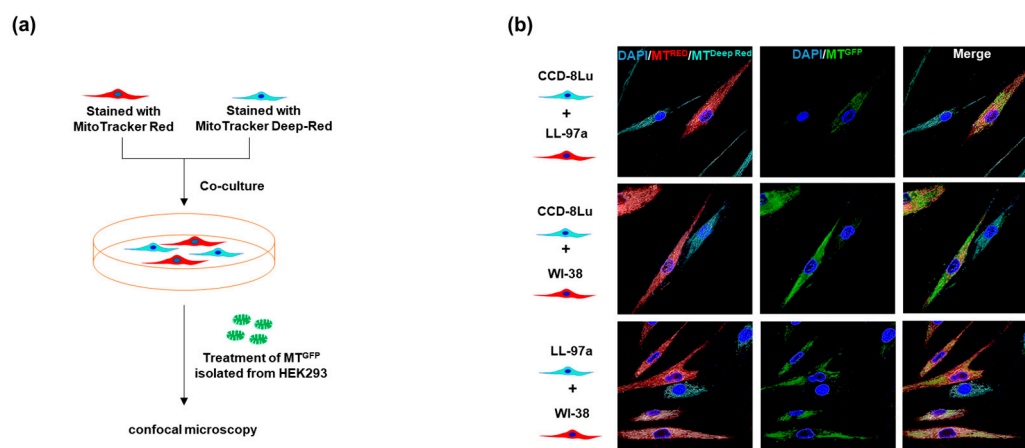 (a)
Stained with
MitoTracker Red
Stained with
MitoTracker Deep-Red
Co-culture
Treatment of MTGFP
isolated from HEK293
confocal microscopy
(b)
DAPI/MTRED/MTDeep Red
DAPI/MTGFP
Merge
CCD-8Lu
+
LL-97a
CCD-8Lu
+
WI-38
LL-97a
+
WI-38